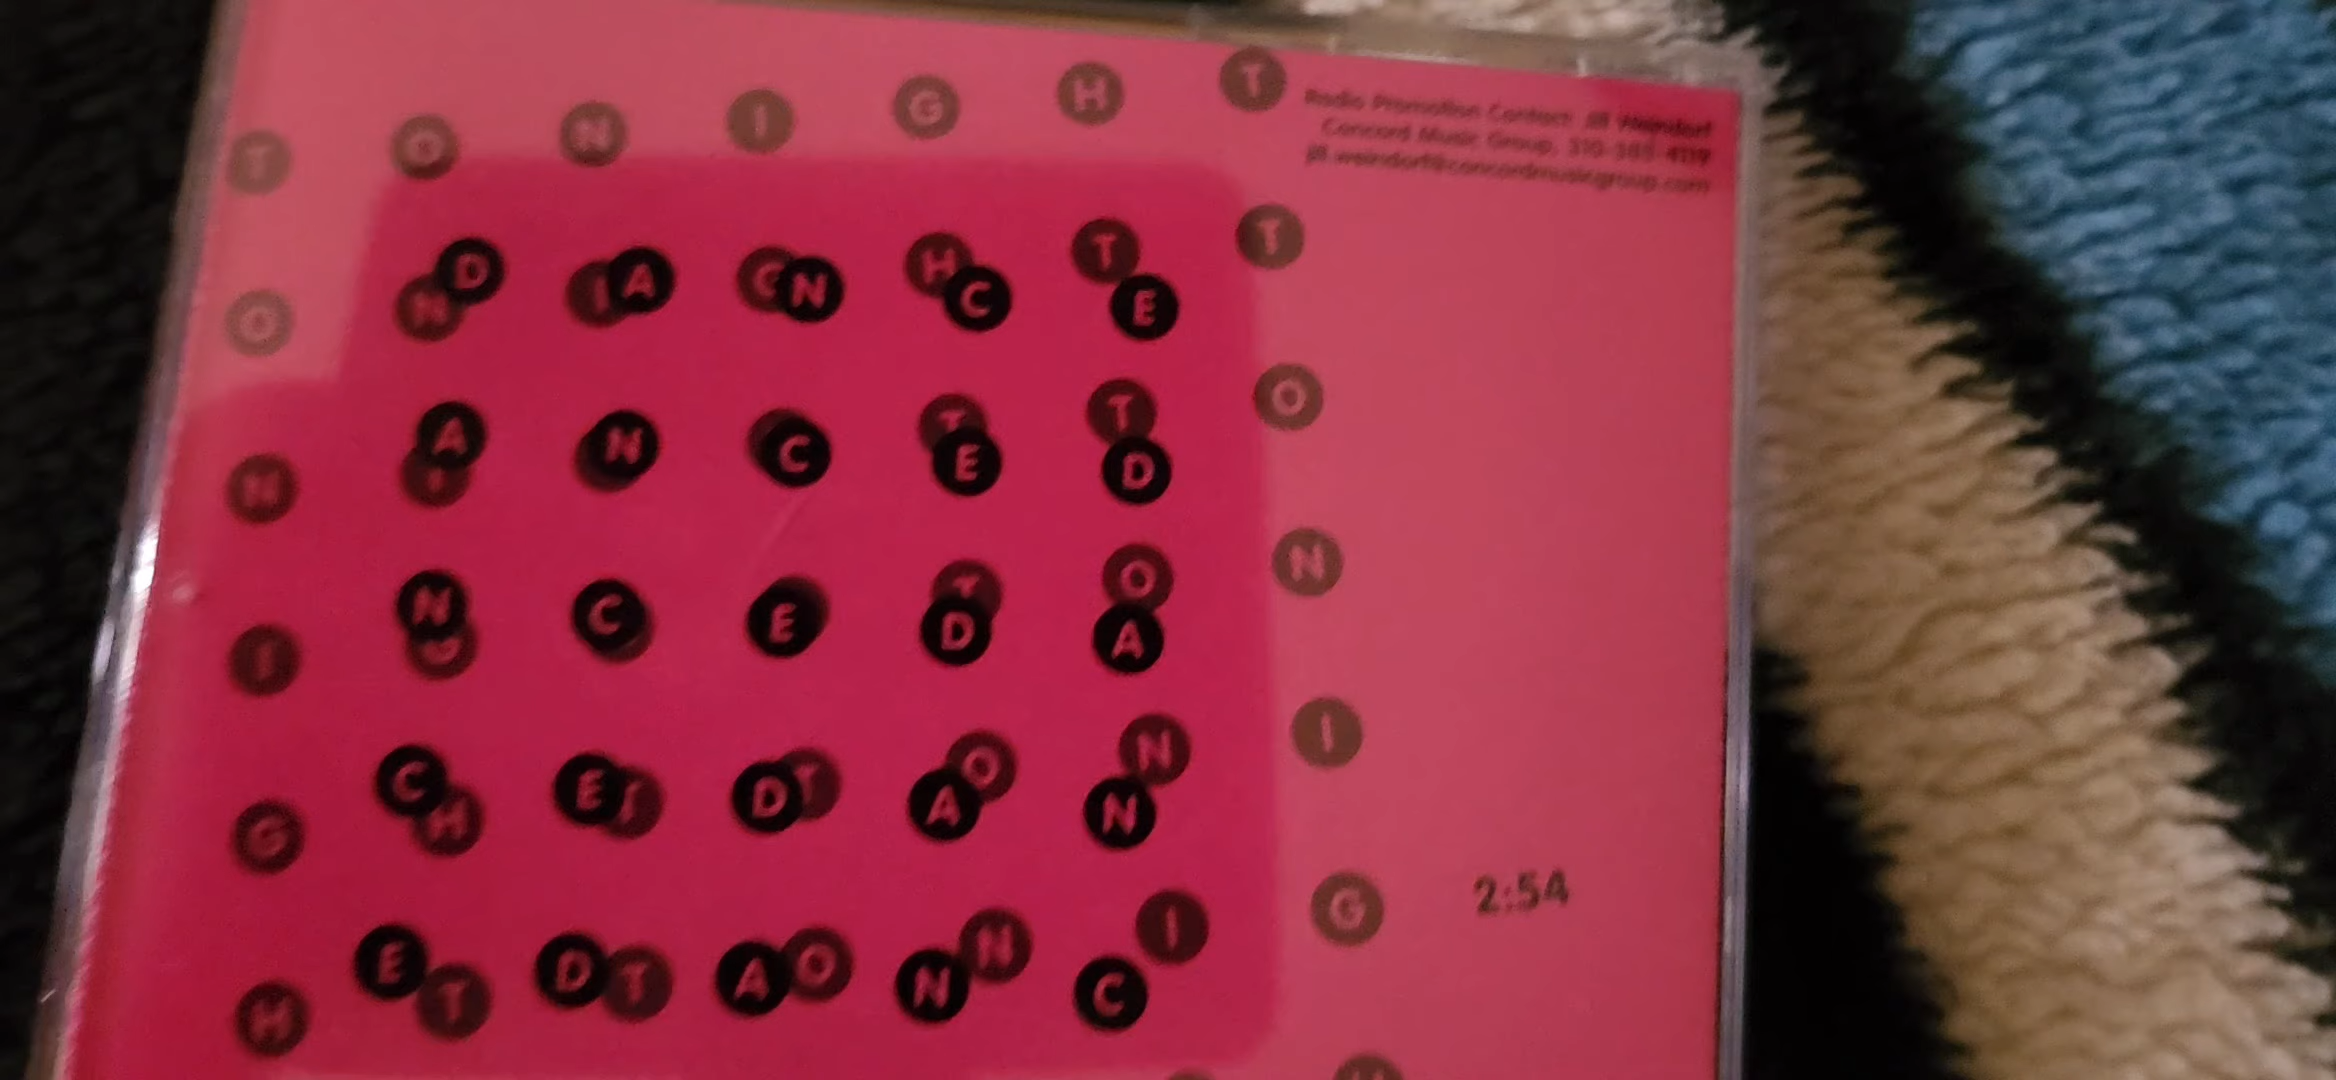 T O N I G H T
Radio Promotion Contact: Jill Weindorf
Concord Music Group, 310-385-4119
jill.weindorf@concordmusicgroup.com
O N I G H T T
D A N C E
N I T T O
A N C E D
I G T O N
N C E D A
G H T O N I
C E D A N
H T T O N I G
E D A N C
2:54